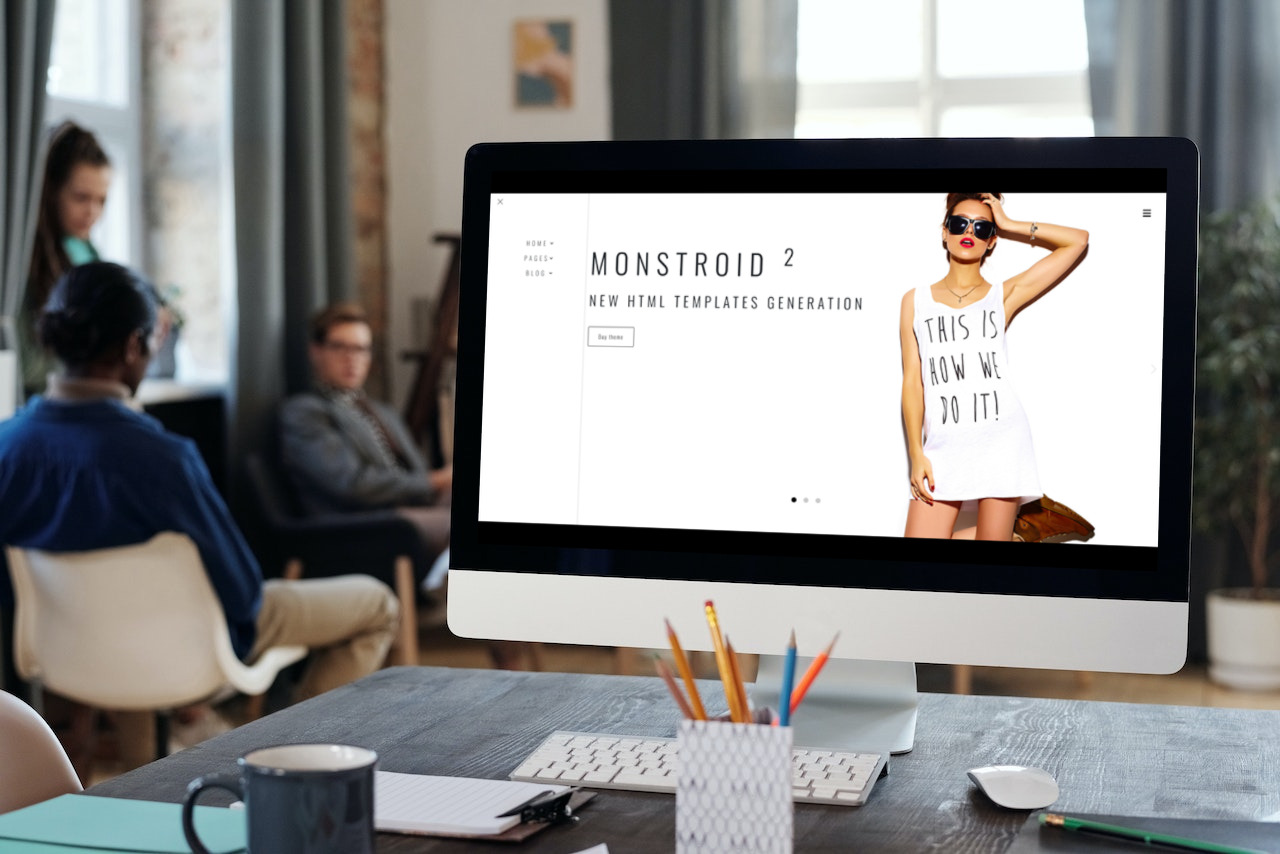 HOME
PAGES
BLOG
MONSTROID 2
NEW HTML TEMPLATES GENERATION
Buy theme
THIS IS
HOW WE
DO IT!